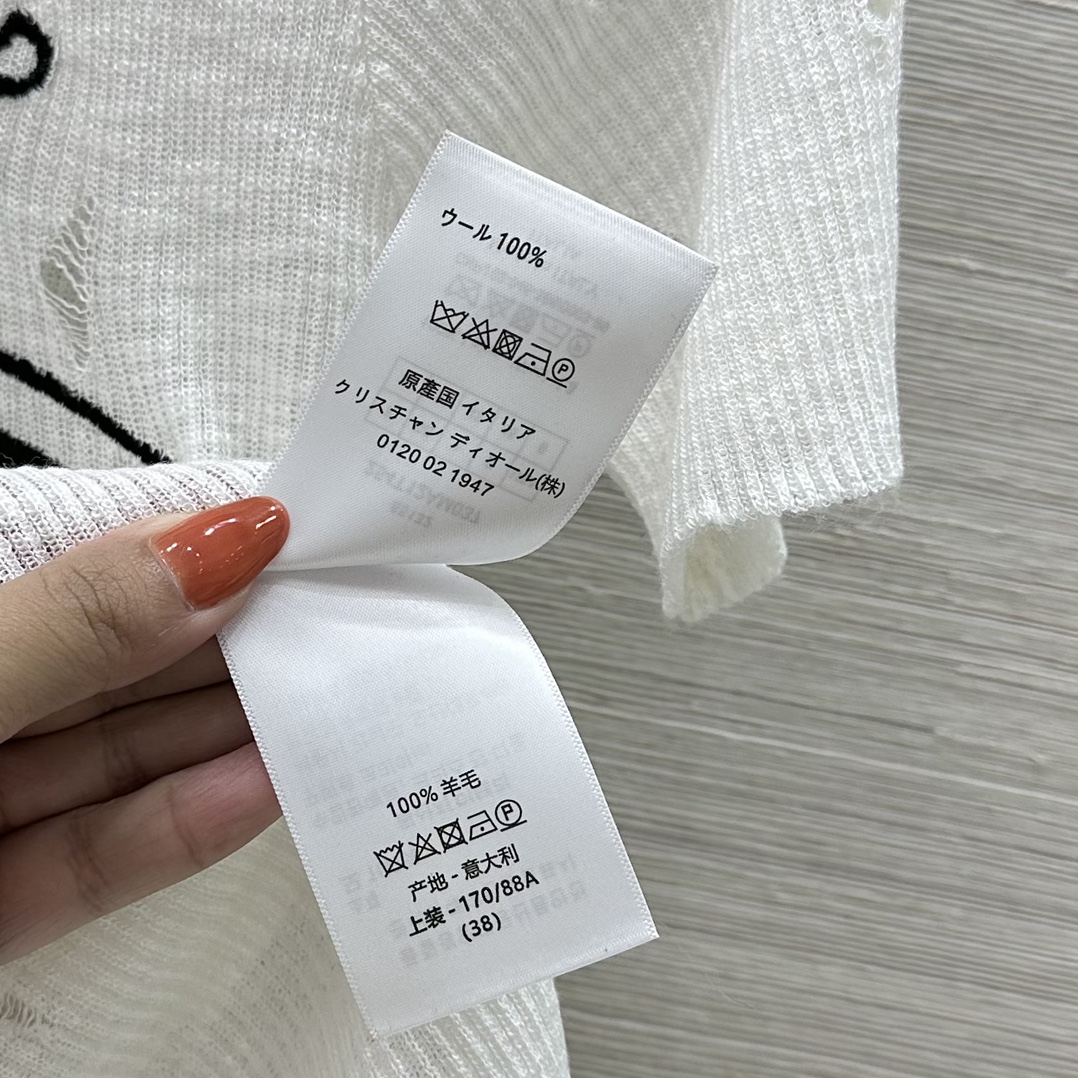 ウール 100%
原産国 イタリア
クリスチャン ディオール(株)
0120 02 1947
100% 羊毛
产地 - 意大利
上装 - 170/88A
(38)